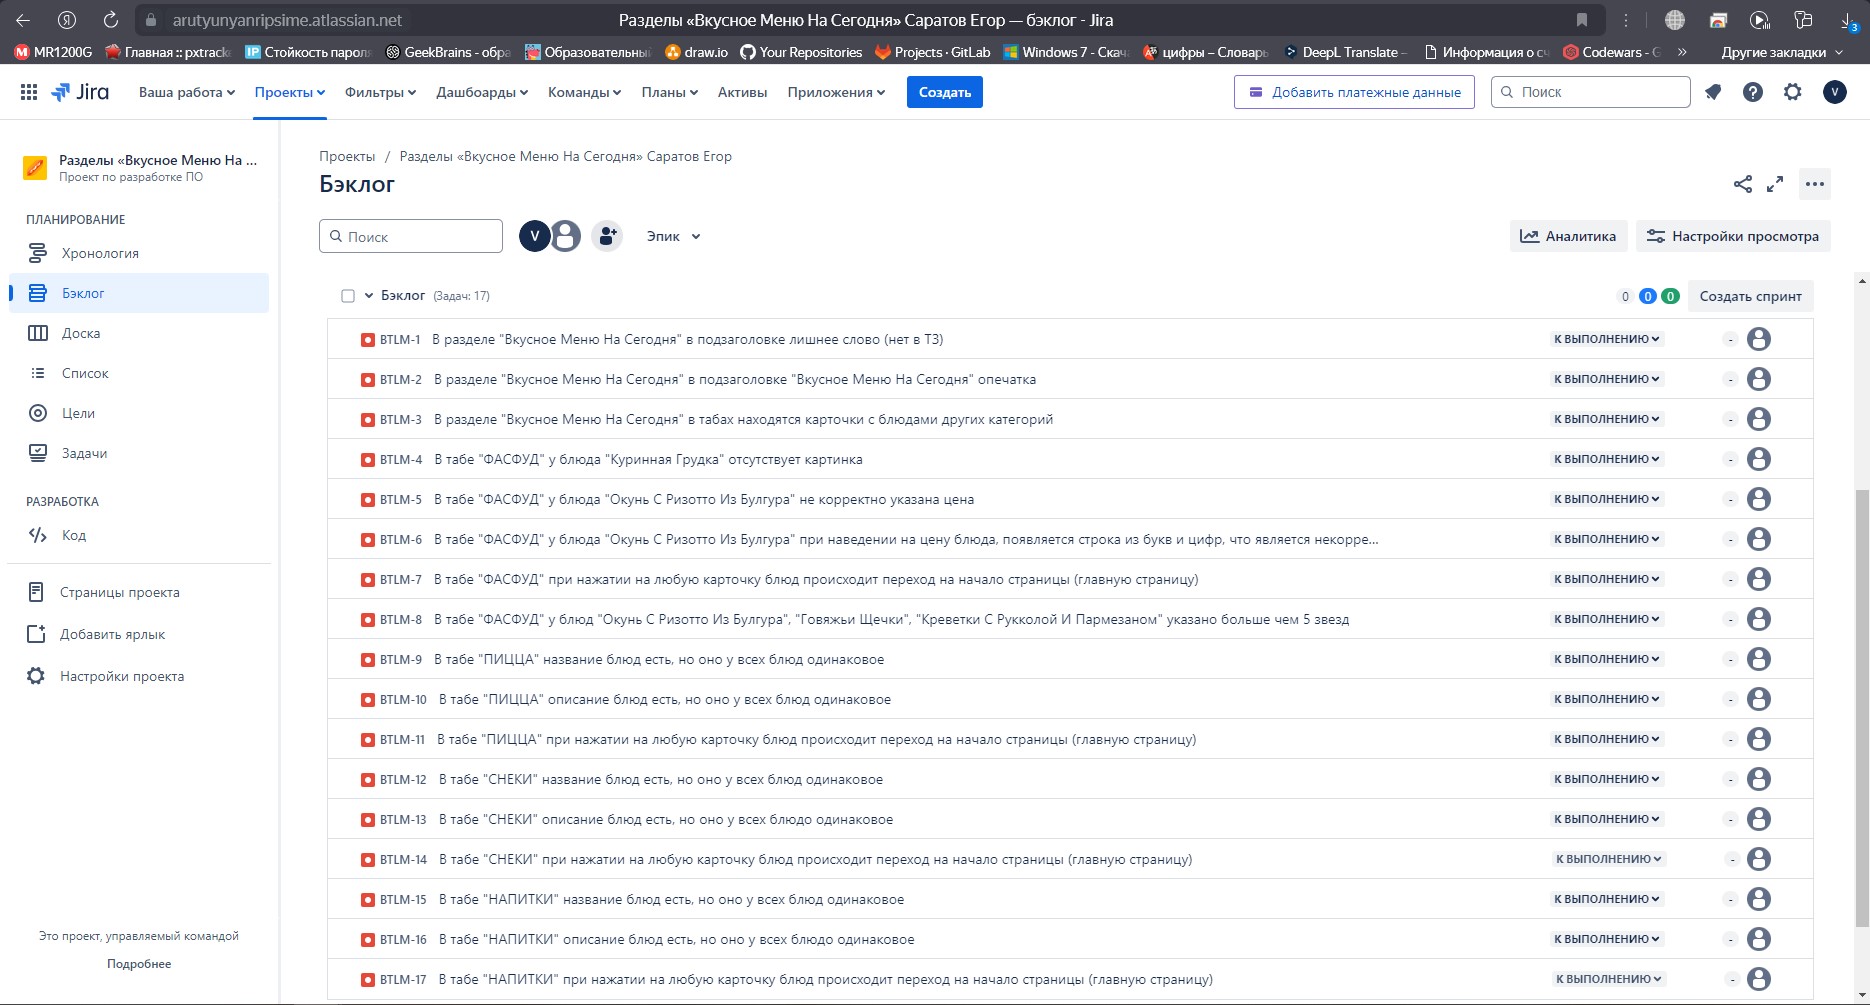 arutyunyanripsime.atlassian.net
Разделы «Вкусное Меню На Сегодня» Саратов Егор — бэклог - Jira
3
MR1200G
Главная :: pxtrack
Стойкость пароля
GeekBrains - обра
Образовательны
draw.io
Your Repositories
Projects · GitLab
Windows 7 - Скач
цифры – Словарь
DeepL Translate –
Информация о сч
Codewars - G
»
Другие закладки
Jira
Ваша работа
Проекты
Фильтры
Дашборды
Команды
Планы
Активы
Приложения
Создать
Добавить платежные данные
Поиск
V
Разделы «Вкусное Меню На ...
Проект по разработке ПО
ПЛАНИРОВАНИЕ
Хронология
Бэклог
Доска
Список
Цели
Задачи
РАЗРАБОТКА
Код
Страницы проекта
Добавить ярлык
Настройки проекта
Это проект, управляемый командой
Подробнее
Проекты / Разделы «Вкусное Меню На Сегодня» Саратов Егор
Бэклог
Поиск
V
Эпик
Аналитика
Настройки просмотра
Бэклог (Задач: 17)
0 0 0
Создать спринт
BTLM-1 В разделе "Вкусное Меню На Сегодня" в подзаголовке лишнее слово (нет в ТЗ) К ВЫПОЛНЕНИЮ -
BTLM-2 В разделе "Вкусное Меню На Сегодня" в подзаголовке "Вкусное Меню На Сегодня" опечатка К ВЫПОЛНЕНИЮ -
BTLM-3 В разделе "Вкусное Меню На Сегодня" в табах находятся карточки с блюдами других категорий К ВЫПОЛНЕНИЮ -
BTLM-4 В табе "ФАСФУД" у блюда "Куринная Грудка" отсутствует картинка К ВЫПОЛНЕНИЮ -
BTLM-5 В табе "ФАСФУД" у блюда "Окунь С Ризотто Из Булгура" не корректно указана цена К ВЫПОЛНЕНИЮ -
BTLM-6 В табе "ФАСФУД" у блюда "Окунь С Ризотто Из Булгура" при наведении на цену блюда, появляется строка из букв и цифр, что является некорре... К ВЫПОЛНЕНИЮ -
BTLM-7 В табе "ФАСФУД" при нажатии на любую карточку блюд происходит переход на начало страницы (главную страницу) К ВЫПОЛНЕНИЮ -
BTLM-8 В табе "ФАСФУД" у блюд "Окунь С Ризотто Из Булгура", "Говяжьи Щечки", "Креветки С Рукколой И Пармезаном" указано больше чем 5 звезд К ВЫПОЛНЕНИЮ -
BTLM-9 В табе "ПИЦЦА" название блюд есть, но оно у всех блюд одинаковое К ВЫПОЛНЕНИЮ -
BTLM-10 В табе "ПИЦЦА" описание блюд есть, но оно у всех блюд одинаковое К ВЫПОЛНЕНИЮ -
BTLM-11 В табе "ПИЦЦА" при нажатии на любую карточку блюд происходит переход на начало страницы (главную страницу) К ВЫПОЛНЕНИЮ -
BTLM-12 В табе "СНЕКИ" название блюд есть, но оно у всех блюд одинаковое К ВЫПОЛНЕНИЮ -
BTLM-13 В табе "СНЕКИ" описание блюд есть, но оно у всех блюдо одинаковое К ВЫПОЛНЕНИЮ -
BTLM-14 В табе "СНЕКИ" при нажатии на любую карточку блюд происходит переход на начало страницы (главную страницу) К ВЫПОЛНЕНИЮ -
BTLM-15 В табе "НАПИТКИ" название блюд есть, но оно у всех блюд одинаковое К ВЫПОЛНЕНИЮ -
BTLM-16 В табе "НАПИТКИ" описание блюд есть, но оно у всех блюдо одинаковое К ВЫПОЛНЕНИЮ -
BTLM-17 В табе "НАПИТКИ" при нажатии на любую карточку блюд происходит переход на начало страницы (главную страницу) К ВЫПОЛНЕНИЮ -